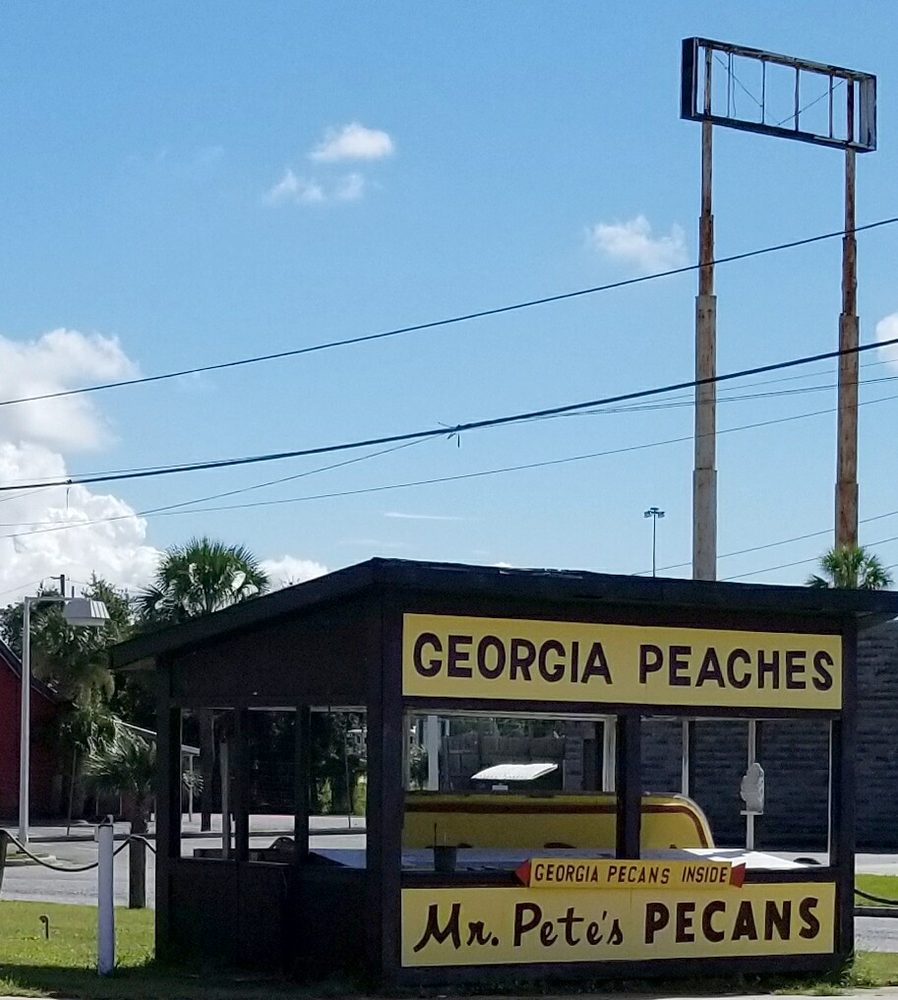 GEORGIA PEACHES
GEORGIA PECANS INSIDE
Mr. Pete's PECANS